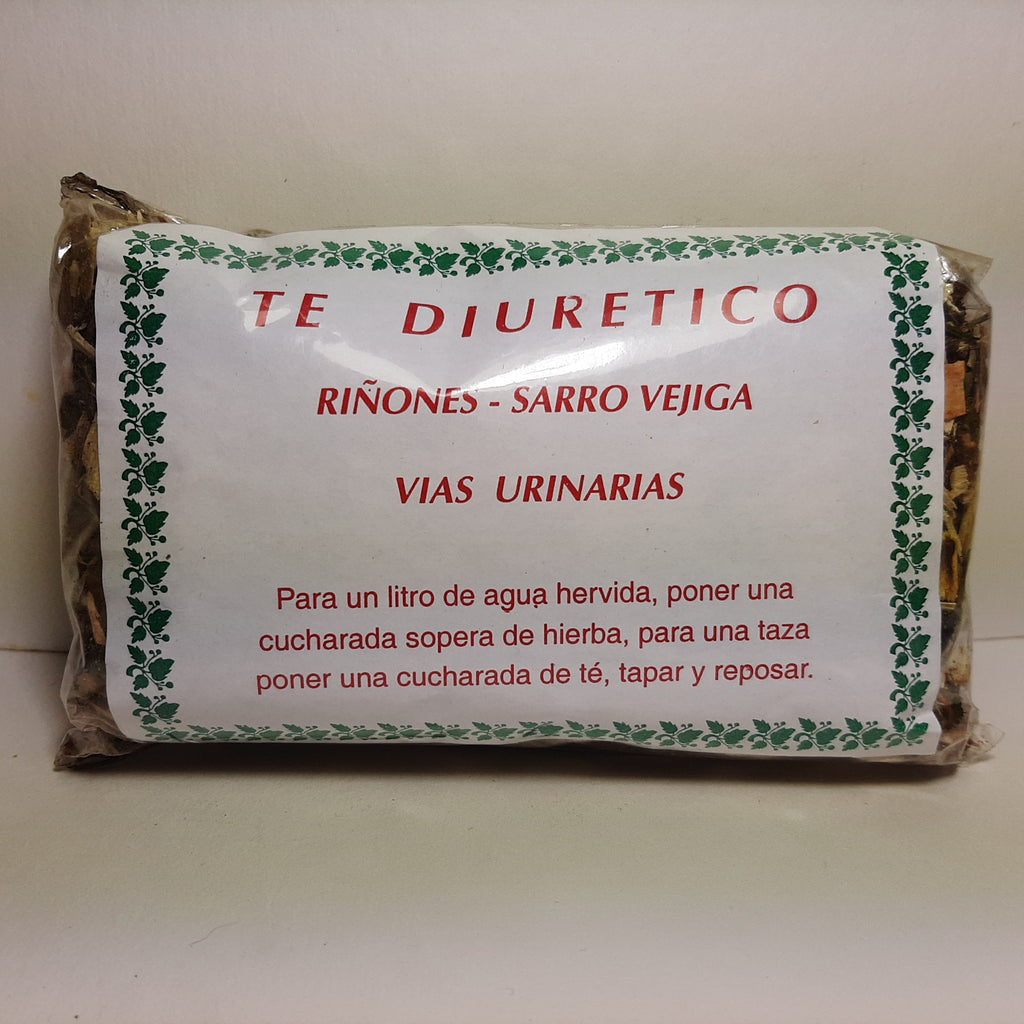 TE DIURETICO
RIÑONES - SARRO VEJIGA
VIAS URINARIAS
Para un litro de agua hervida, poner una
cucharada sopera de hierba, para una taza
poner una cucharada de té, tapar y reposar.